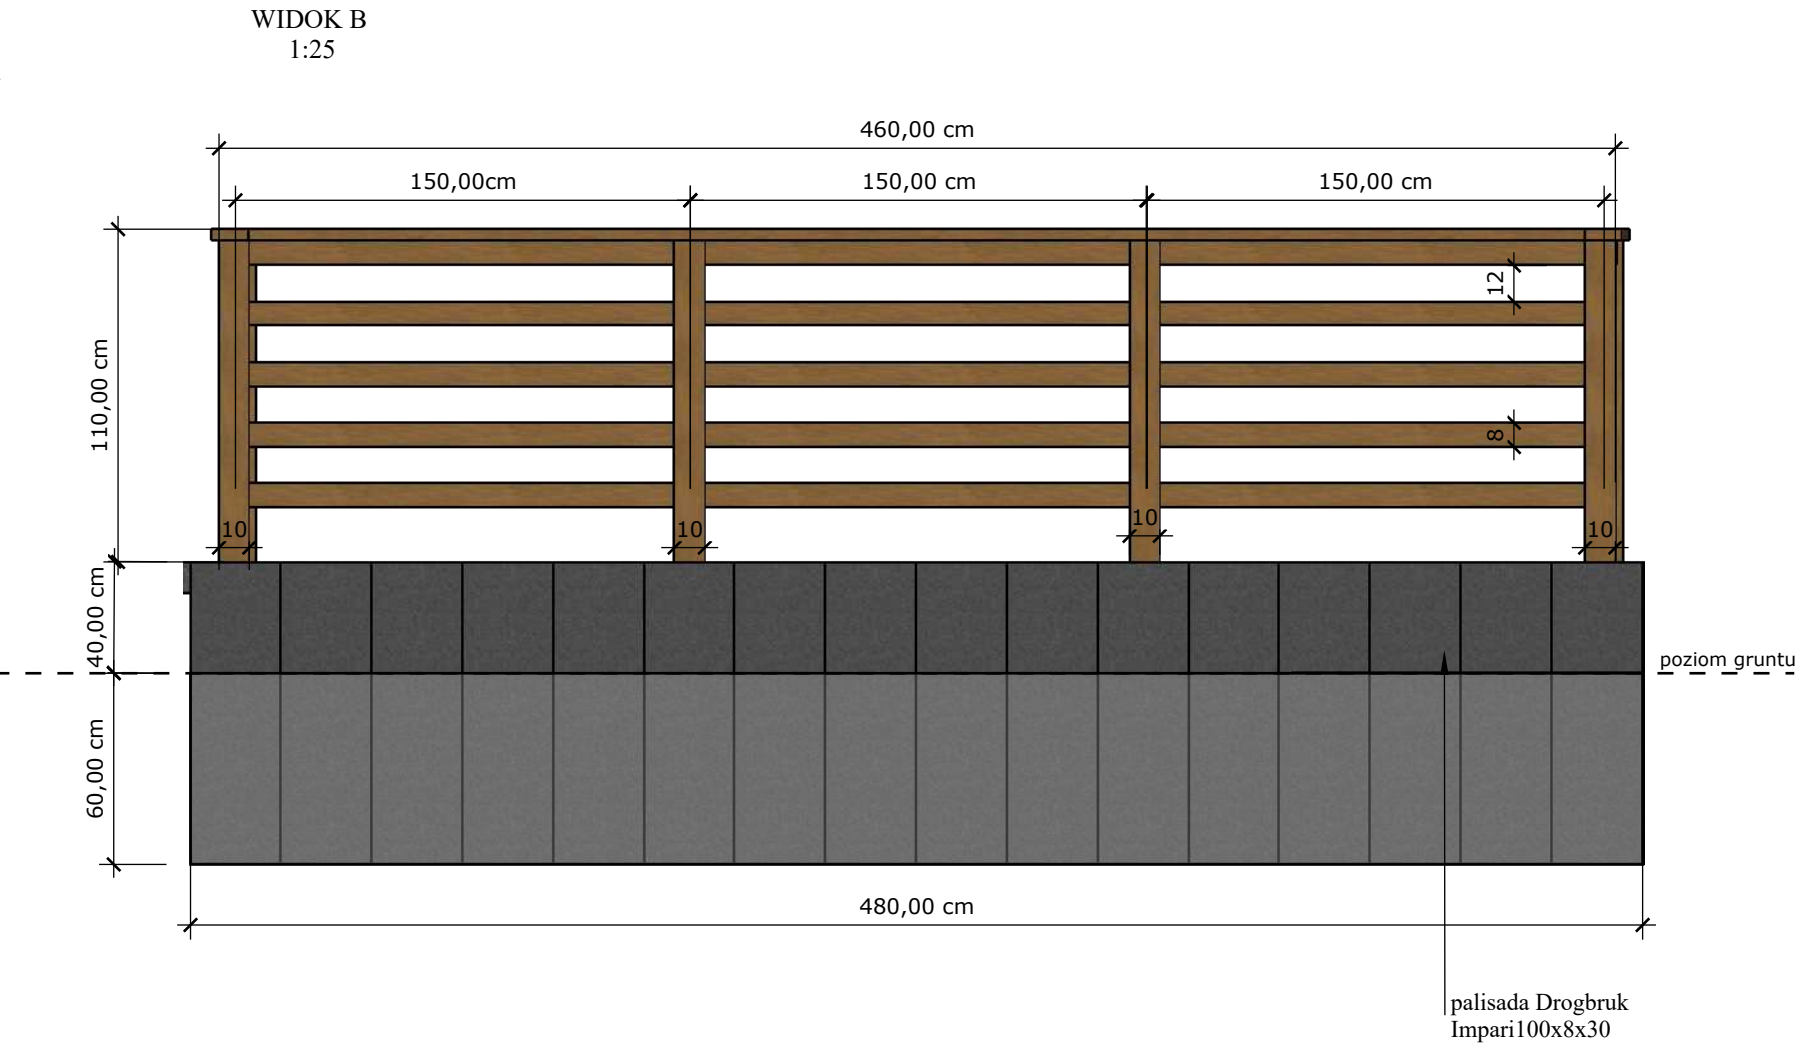 WIDOK B
1:25
460,00 cm
150,00cm
150,00 cm
150,00 cm
12
110,00 cm
8
10
10
10
10
40,00 cm
poziom gruntu
60,00 cm
480,00 cm
palisada Drogbruk
Impari100x8x30